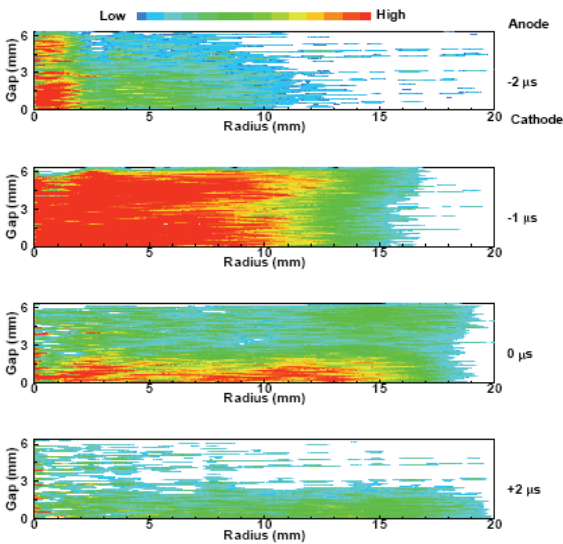 Low High
Anode
Gap (mm)
6
3
0
-2 μs
0 5 10 15 20
Radius (mm)
Cathode
Gap (mm)
6
3
0
-1 μs
0 5 10 15 20
Radius (mm)
Gap (mm)
6
3
0
0 μs
0 5 10 15 20
Radius (mm)
Gap (mm)
6
3
0
+2 μs
0 5 10 15 20
Radius (mm)